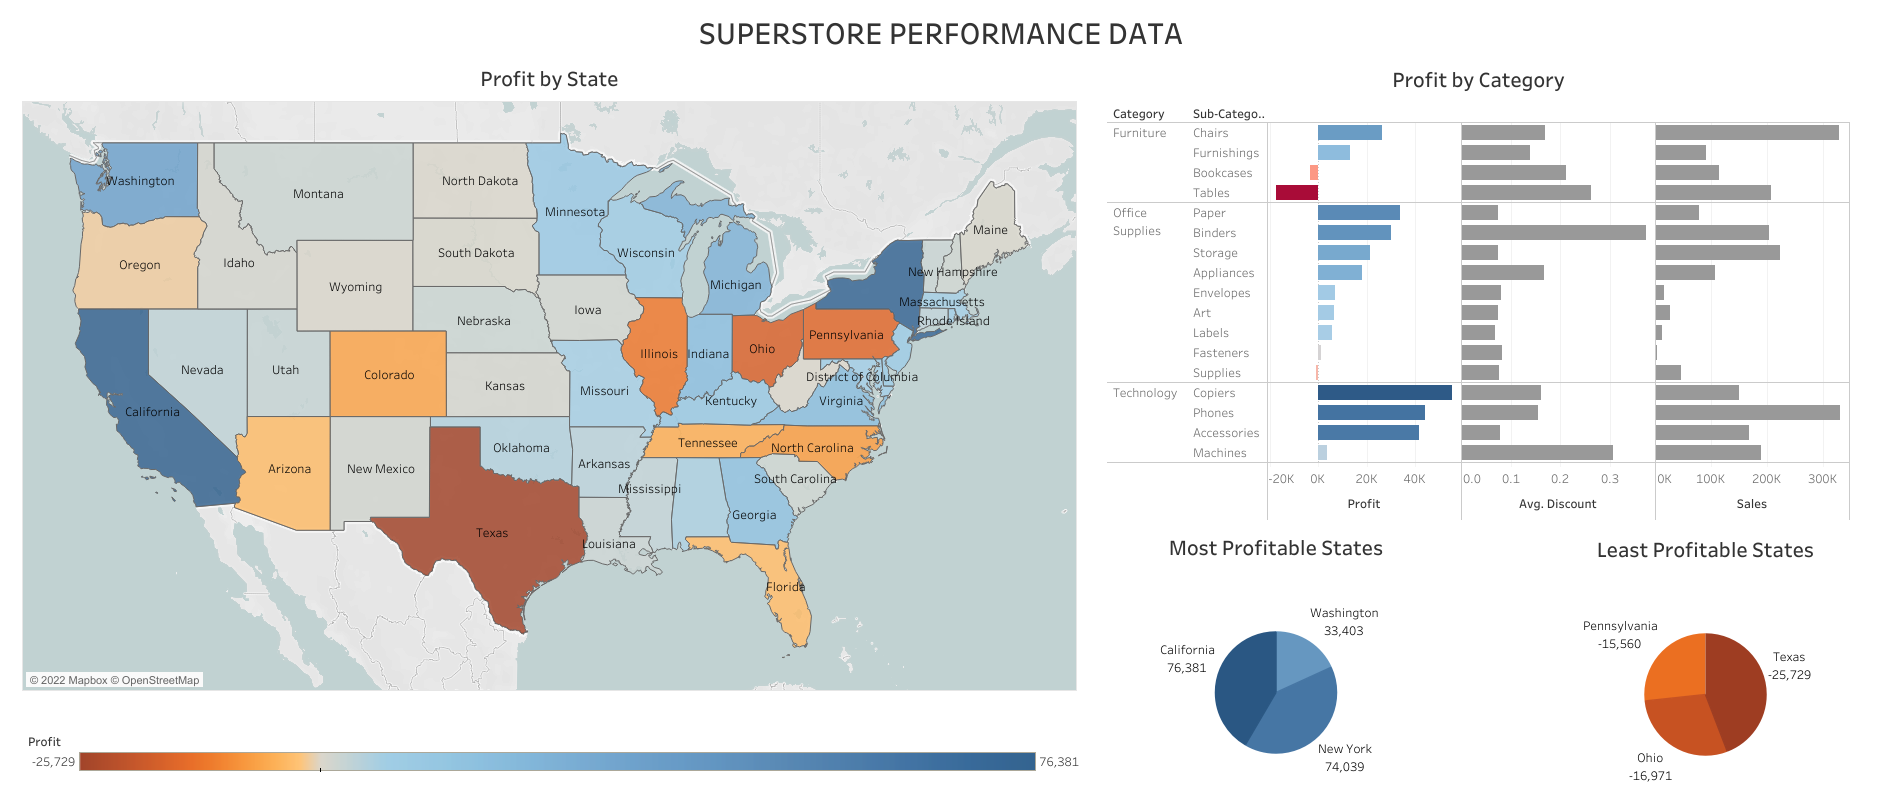 SUPERSTORE PERFORMANCE DATA
Profit by State
Washington
Montana
North Dakota
Minnesota
Maine
Oregon
Idaho
South Dakota
Wisconsin
Wyoming
Michigan
New Hampshire
Massachusetts
Iowa
Nebraska
Rhode Island
Pennsylvania
Illinois
Indiana
Ohio
Nevada
Utah
Colorado
Kansas
District of Columbia
Missouri
Kentucky
Virginia
California
Tennessee
North Carolina
Oklahoma
Arizona
New Mexico
Arkansas
South Carolina
Mississippi
Georgia
Texas
Louisiana
Florida
© 2022 Mapbox © OpenStreetMap
Profit
-25,729
76,381
Profit by Category
Category Sub-Catego..
Furniture Chairs
Furnishings
Bookcases
Tables
Office Supplies Paper
Binders
Storage
Appliances
Envelopes
Art
Labels
Fasteners
Supplies
Technology Copiers
Phones
Accessories
Machines
-20K 0K 20K 40K 0.0 0.1 0.2 0.3 0K 100K 200K 300K
Profit Avg. Discount Sales
Most Profitable States
Washington
33,403
California
76,381
New York
74,039
Least Profitable States
Pennsylvania
-15,560
Texas
-25,729
Ohio
-16,971